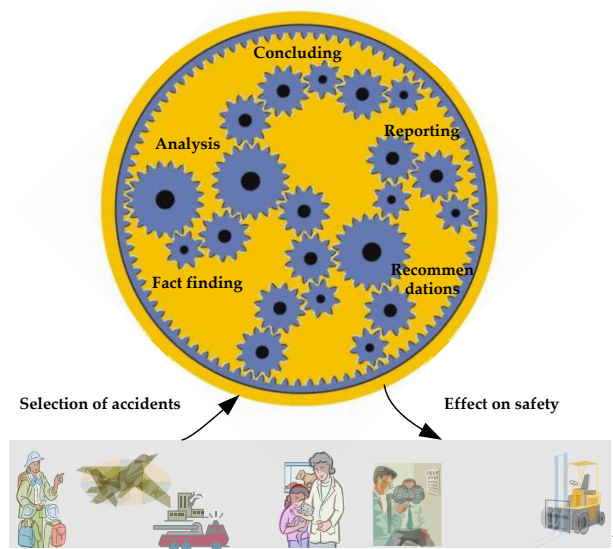 Concluding
Analysis
Reporting
Fact finding
Recommen
dations
Selection of accidents
Effect on safety